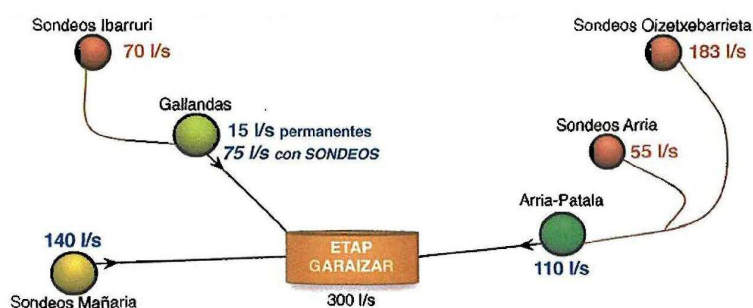 Sondeos Ibarruri
70 l/s
Gallandas
15 l/s permanentes
75 l/s con SONDEOS
Sondeos Oizetxebarrieta
183 l/s
Sondeos Arria
55 l/s
Arria-Patala
110 l/s
140 l/s
Sondeos Mañaria
ETAP
GARAIZAR
300 l/s